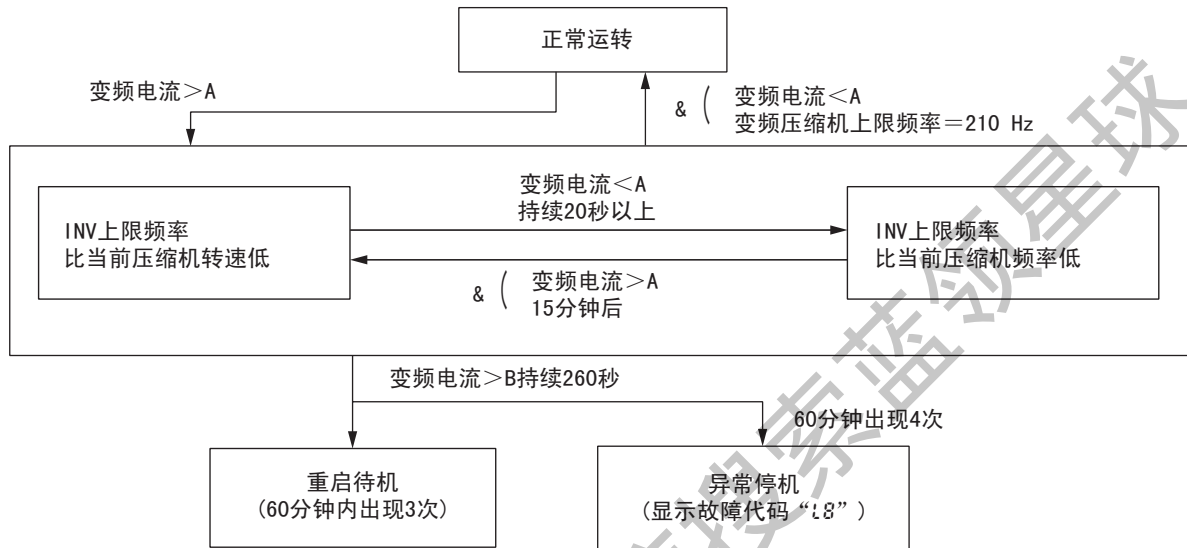 正常运转
变频电流>A
& ( 变频电流<A
变频压缩机上限频率=210 Hz
INV上限频率
比当前压缩机转速低
变频电流<A
持续20秒以上
& ( 变频电流>A
15分钟后
INV上限频率
比当前压缩机频率低
变频电流>B持续260秒
60分钟出现4次
重启待机
(60分钟内出现3次)
异常停机
(显示故障代码“L8”)
搜索蓝领星球